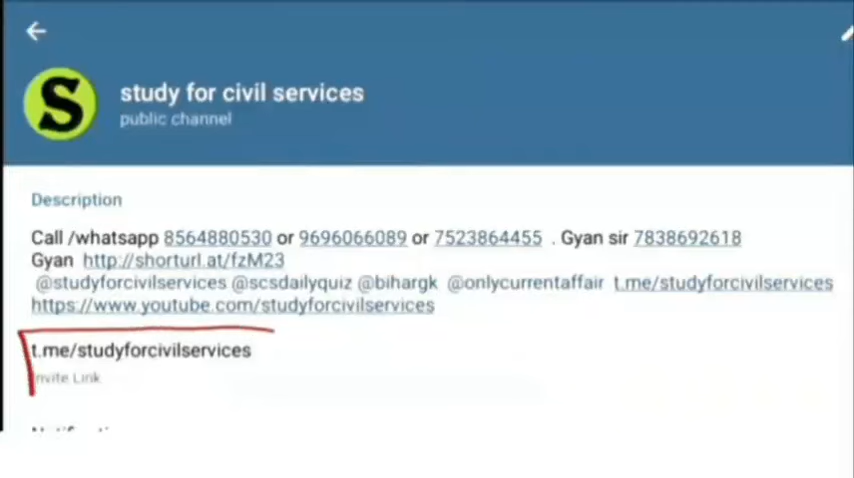 S
study for civil services
public channel
Description
Call /whatsapp 8564880530 or 9696066089 or 7523864455 . Gyan sir 7838692618
Gyan http://shorturl.at/fzM23
@studyforcivilservices @scsdailyquiz @bihargk @onlycurrentaffair t.me/studyforcivilservices
https://www.youtube.com/studyforcivilservices
t.me/studyforcivilservices
Invite Link